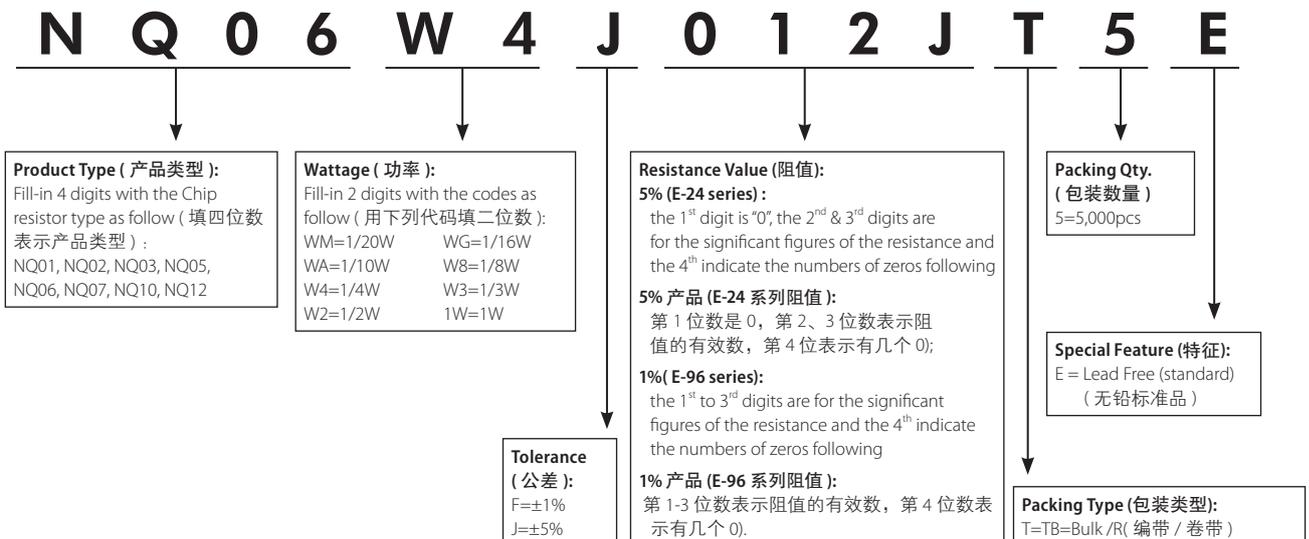 N Q 0 6 W 4 J 0 1 2 J T 5 E
Product Type ( 产品类型 ):
Fill-in 4 digits with the Chip
resistor type as follow ( 填四位数
表示产品类型 ) :
NQ01, NQ02, NQ03, NQ05,
NQ06, NQ07, NQ10, NQ12
Wattage ( 功率 ):
Fill-in 2 digits with the codes as
follow ( 用下列代码填二位数 ):
WM=1/20W WG=1/16W
WA=1/10W W8=1/8W
W4=1/4W W3=1/3W
W2=1/2W 1W=1W
Tolerance
( 公差 ):
F=±1%
J=±5%
Resistance Value (阻值):
5% (E-24 series) :
the 1st digit is “0”, the 2nd & 3rd digits are
for the significant figures of the resistance and
the 4th indicate the numbers of zeros following
5% 产品 (E-24 系列阻值 ):
第 1 位数是 0，第 2、3 位数表示阻
值的有效数，第 4 位表示有几个 0);
1%( E-96 series):
the 1st to 3rd digits are for the significant
figures of the resistance and the 4th indicate
the numbers of zeros following
1% 产品 (E-96 系列阻值 ):
第 1-3 位数表示阻值的有效数，第 4 位数表
示有几个 0).
Packing Qty.
( 包装数量 )
5=5,000pcs
Special Feature (特征):
E = Lead Free (standard)
( 无铅标准品 )
Packing Type (包装类型):
T=TB=Bulk /R( 编带 / 卷带 )